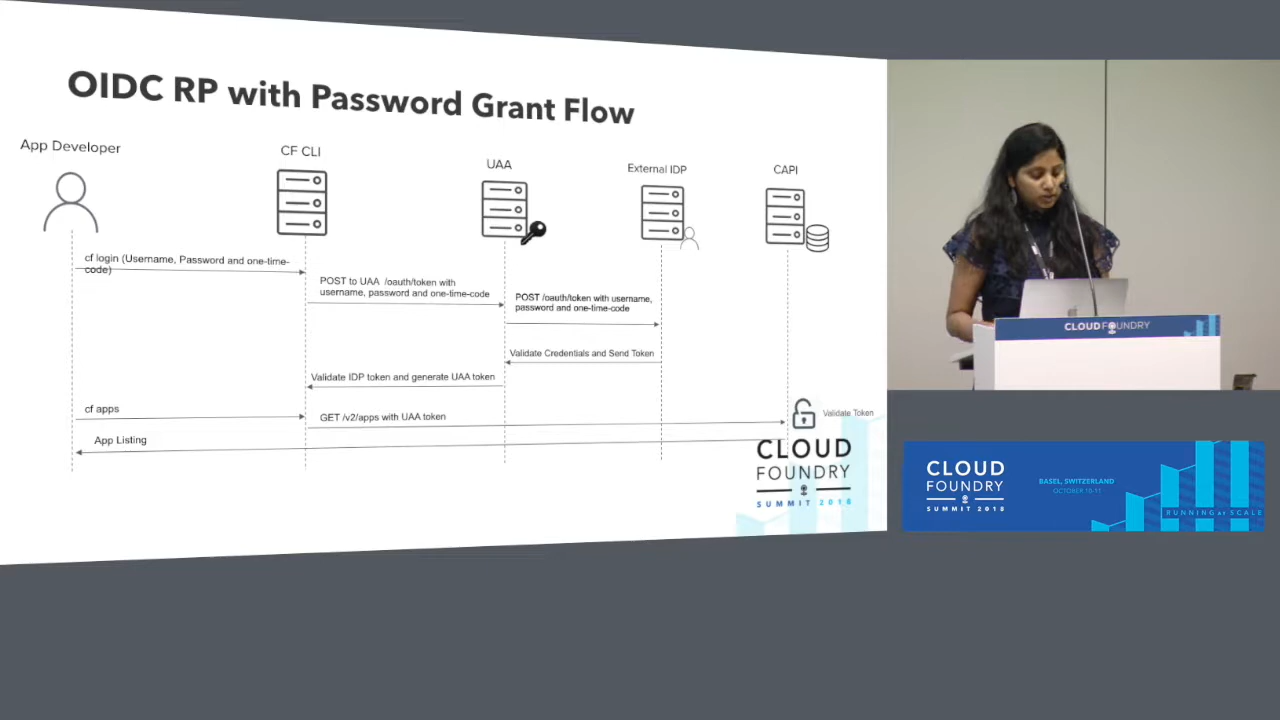 OIDC RP with Password Grant Flow
App Developer
CF CLI
UAA
External IDP
CAPI
cf login (Username, Password and one-time-
code)
POST to UAA /oauth/token with
username, password and one-time-code
POST /oauth/token with username,
password and one-time-code
Validate Credentials and Send Token
Validate IDP token and generate UAA token
cf apps
GET /v2/apps with UAA token
Validate Token
App Listing
CLOUD
FOUNDRY
SUMMIT 2018
CLOUDFOUNDRY
CLOUD
FOUNDRY
SUMMIT 2018
BASEL, SWITZERLAND
OCTOBER 10-11
RUNNING AT SCALE